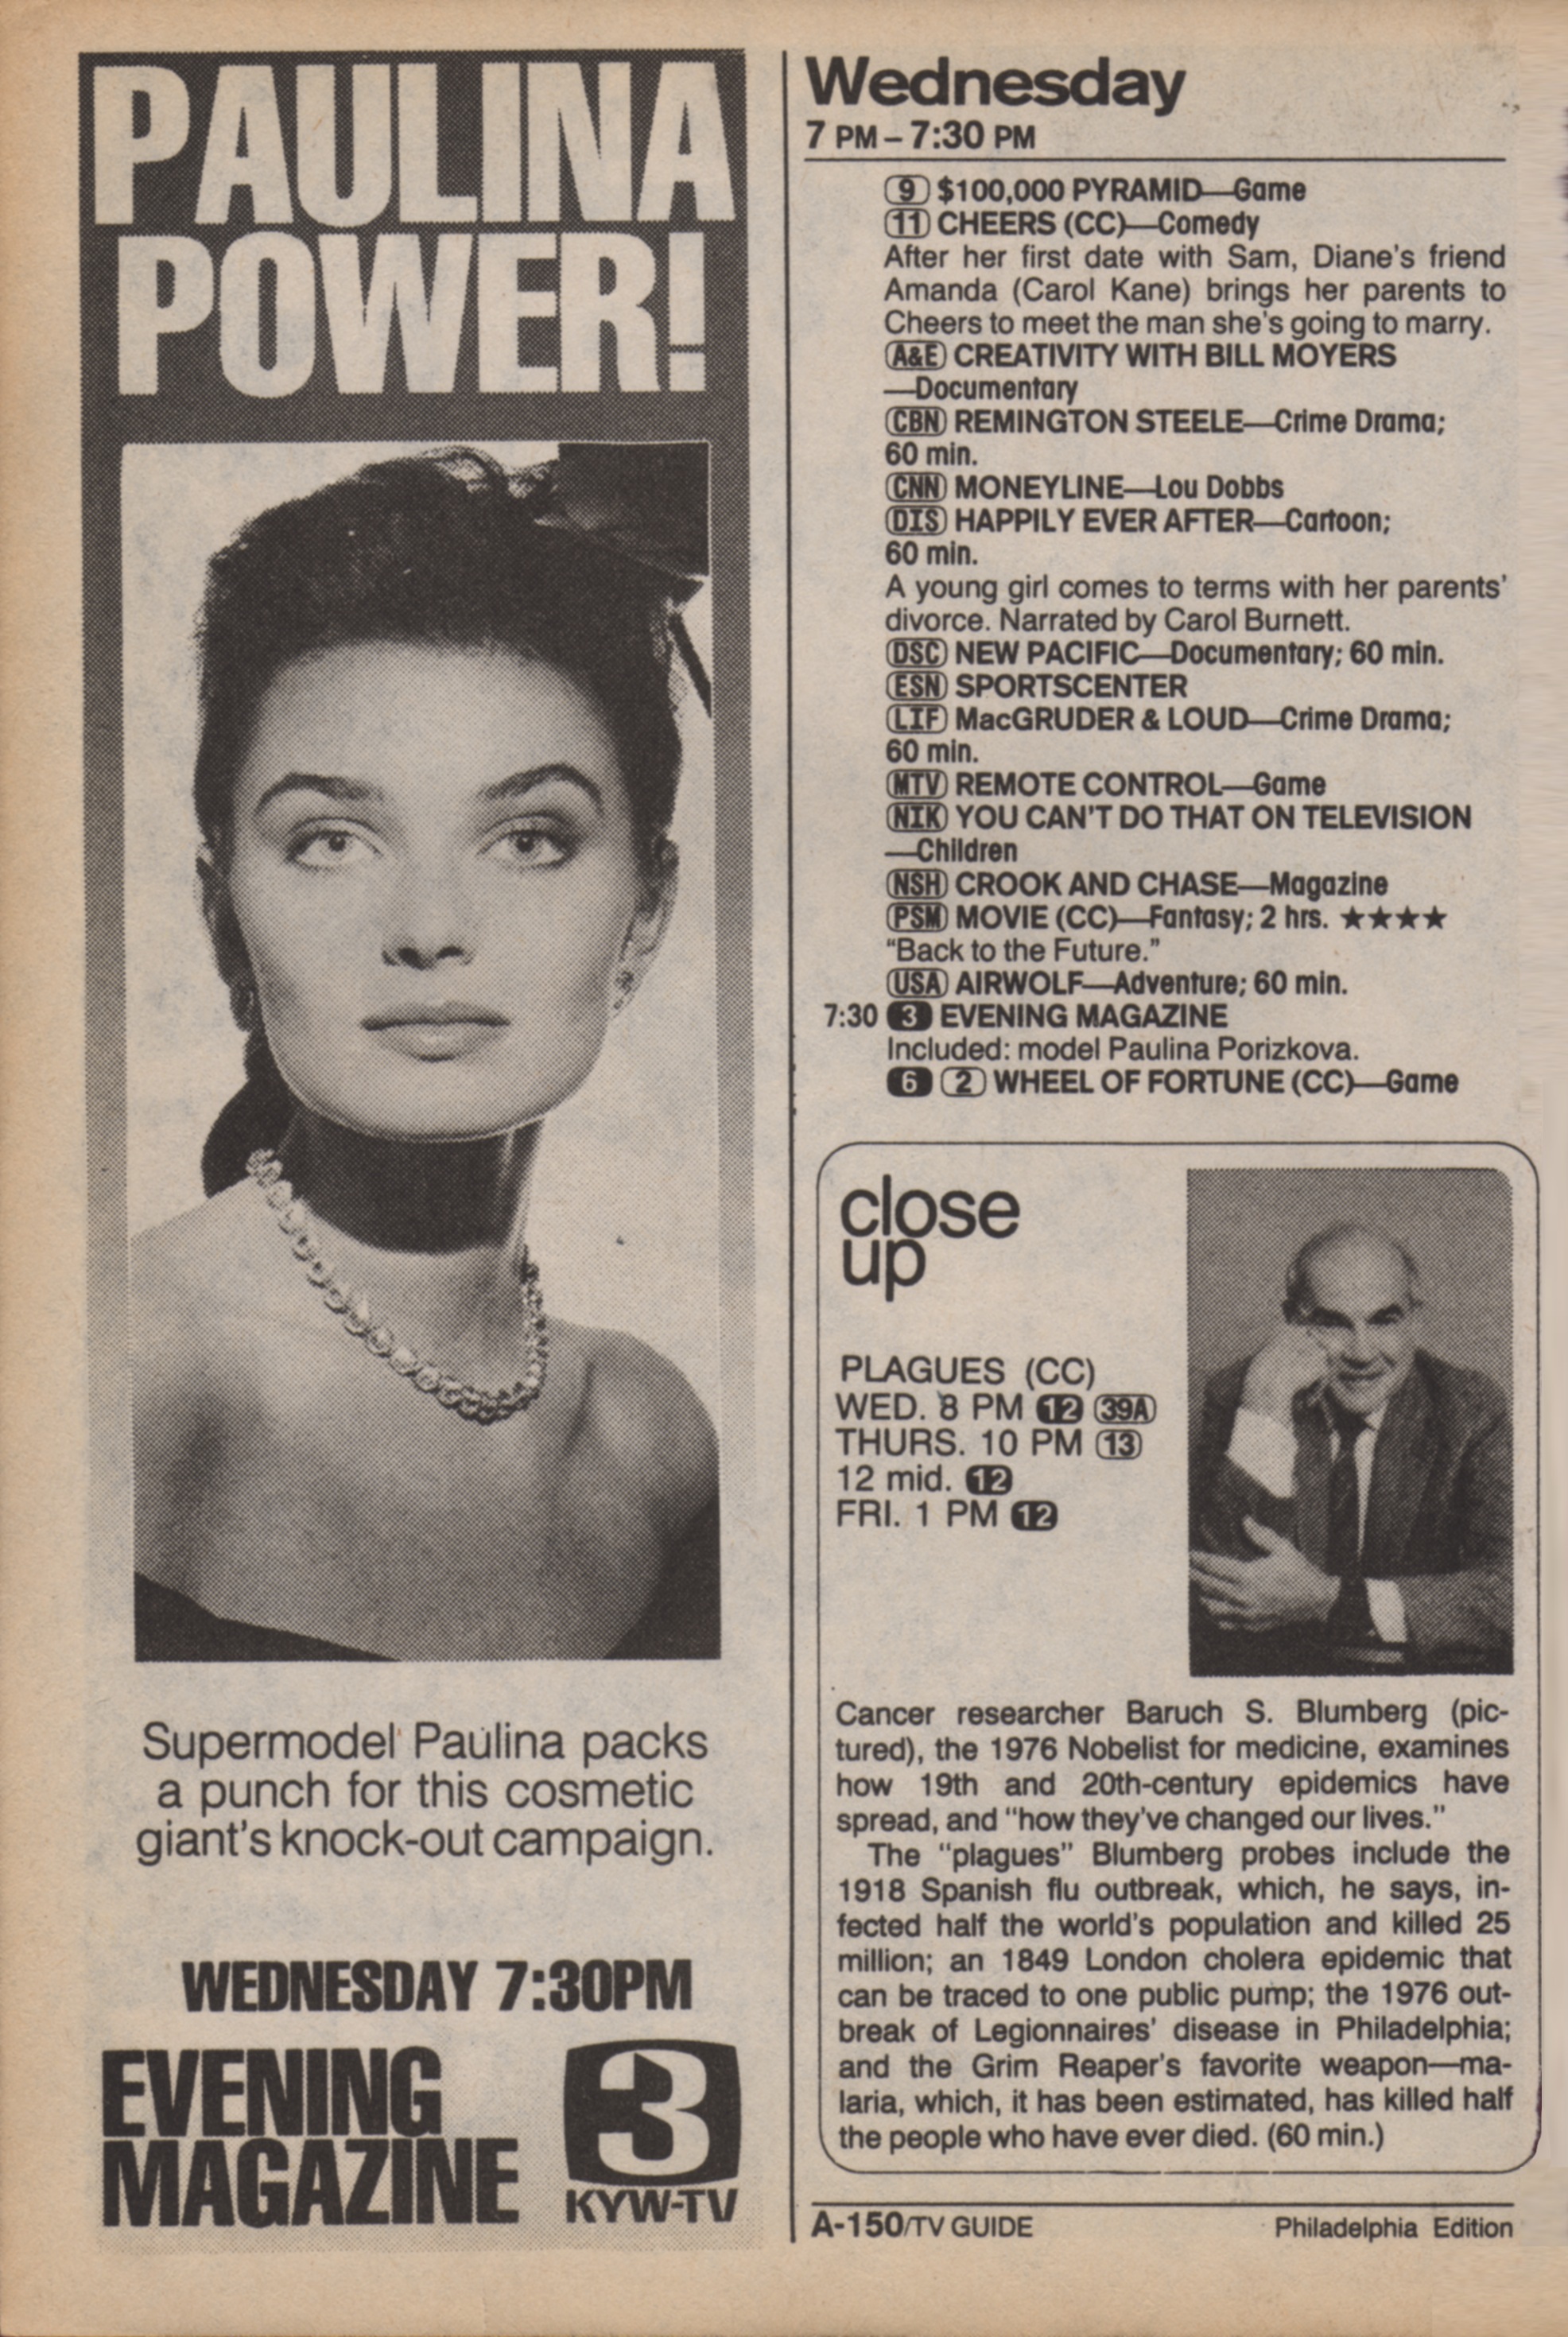 PAULINA
POWER!
Supermodel Paulina packs
a punch for this cosmetic
giant's knock-out campaign.
WEDNESDAY 7:30PM
EVENING
MAGAZINE
3
KYW-TV
Wednesday
7 PM – 7:30 PM
9 $100,000 PYRAMID—Game
11 CHEERS (CC)—Comedy
After her first date with Sam, Diane's friend
Amanda (Carol Kane) brings her parents to
Cheers to meet the man she's going to marry.
A&E CREATIVITY WITH BILL MOYERS
—Documentary
CBN REMINGTON STEELE—Crime Drama;
60 min.
CNN MONEYLINE—Lou Dobbs
DIS HAPPILY EVER AFTER—Cartoon;
60 min.
A young girl comes to terms with her parents'
divorce. Narrated by Carol Burnett.
DSC NEW PACIFIC—Documentary; 60 min.
ESN SPORTSCENTER
LIF MacGRUDER & LOUD—Crime Drama;
60 min.
MTV REMOTE CONTROL—Game
NIK YOU CAN'T DO THAT ON TELEVISION
—Children
NSH CROOK AND CHASE—Magazine
PSM MOVIE (CC)—Fantasy; 2 hrs. ★★★★
"Back to the Future."
USA AIRWOLF—Adventure; 60 min.
7:30 3 EVENING MAGAZINE
Included: model Paulina Porizkova.
6 2 WHEEL OF FORTUNE (CC)—Game
close
up
PLAGUES (CC)
WED. 8 PM 12 39A
THURS. 10 PM 13
12 mid. 12
FRI. 1 PM 12
Cancer researcher Baruch S. Blumberg (pic-
tured), the 1976 Nobelist for medicine, examines
how 19th and 20th-century epidemics have
spread, and "how they've changed our lives."
The "plagues" Blumberg probes include the
1918 Spanish flu outbreak, which, he says, in-
fected half the world's population and killed 25
million; an 1849 London cholera epidemic that
can be traced to one public pump; the 1976 out-
break of Legionnaires' disease in Philadelphia;
and the Grim Reaper's favorite weapon—ma-
laria, which, it has been estimated, has killed half
the people who have ever died. (60 min.)
A-150/TV GUIDE
Philadelphia Edition